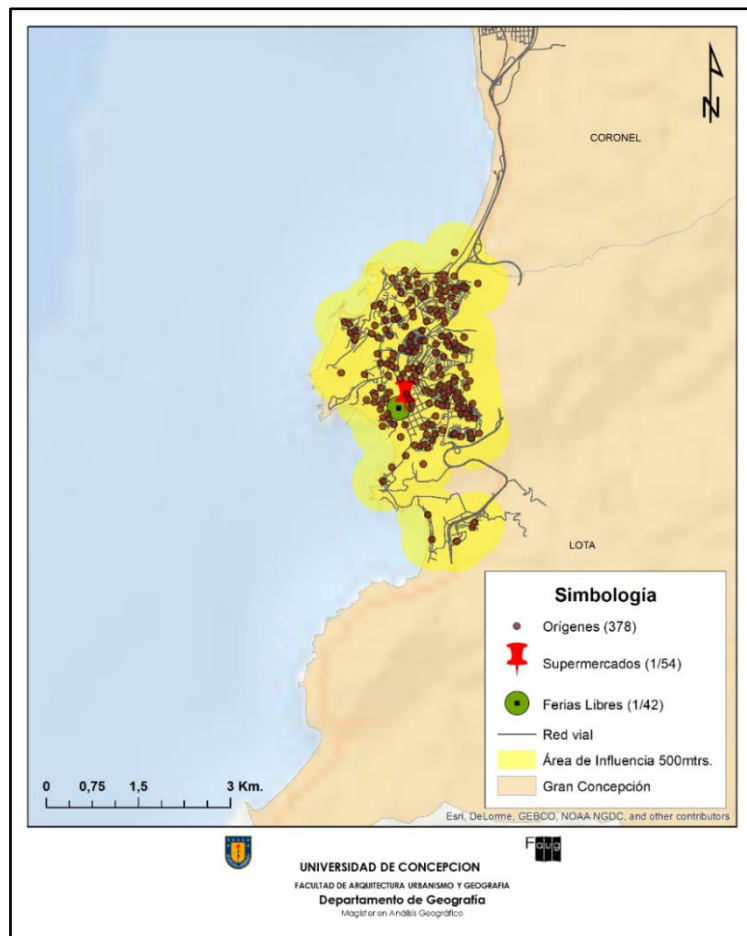 N
CORONEL
LOTA
Simbología
Orígenes (378)
Supermercados (1/54)
Ferias Libres (1/42)
Red vial
Área de Influencia 500mtrs.
Gran Concepción
0 0,75 1,5 3 Km.
Esri, DeLorme, GEBCO, NOAA NGDC, and other contributors
Faug
UNIVERSIDAD DE CONCEPCION
FACULTAD DE ARQUITECTURA URBANISMO Y GEOGRAFIA
Departamento de Geografía
Magister en Análisis Geográfico